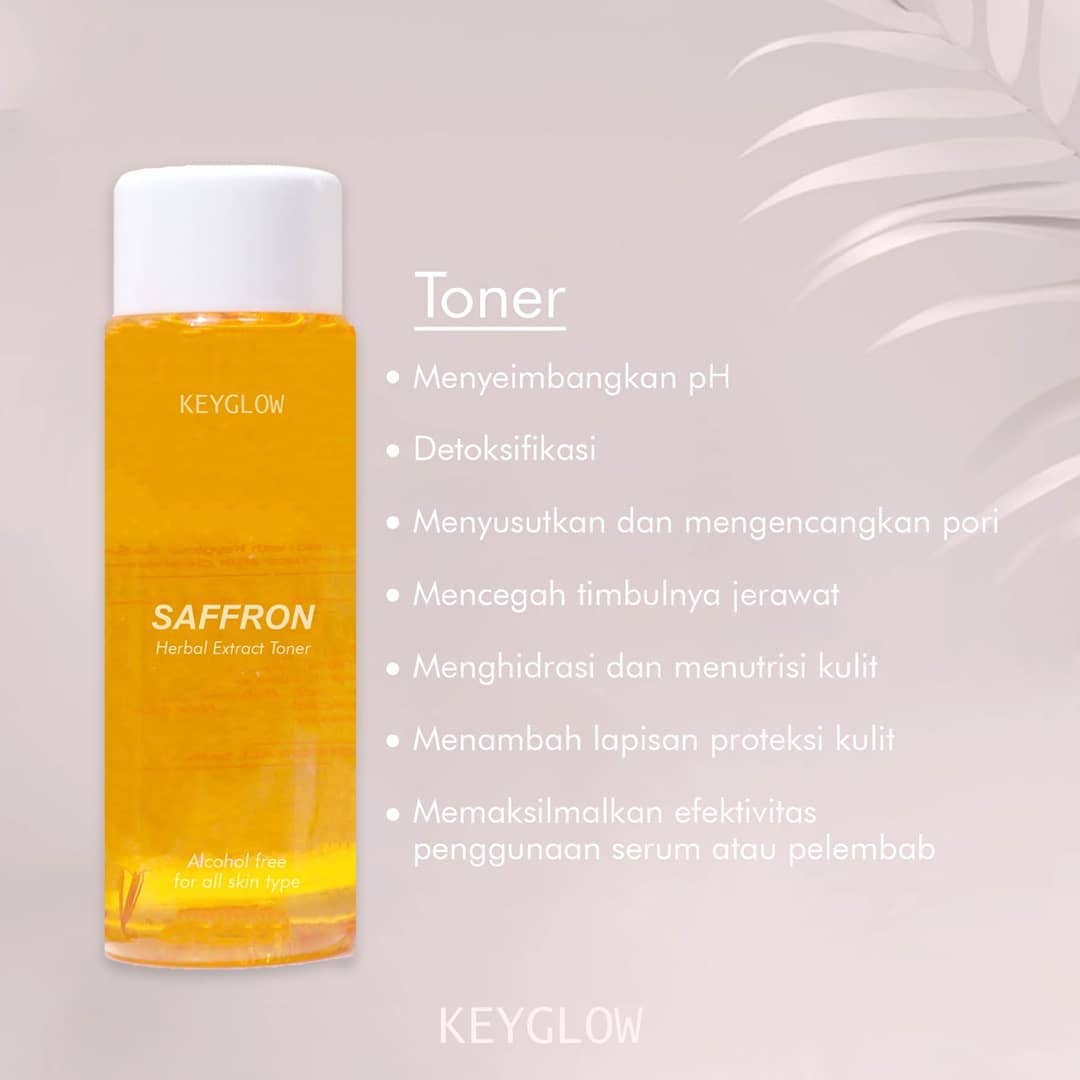 KEYGLOW
SAFFRON
Herbal Extract Toner
Alcohol free
for all skin type
Toner
• Menyeimbangkan pH
• Detoksifikasi
• Menyusutkan dan mengencangkan pori
• Mencegah timbulnya jerawat
• Menghidrasi dan menutrisi kulit
• Menambah lapisan proteksi kulit
• Memaksilmalkan efektivitas
penggunaan serum atau pelembab
KEYGLOW